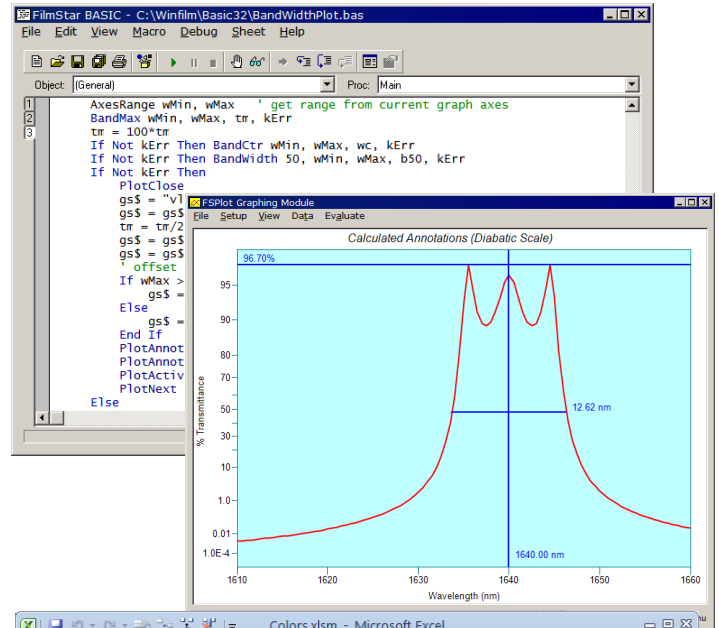 FilmStar BASIC - C:\Winfilm\Basic32\BandWidthPlot.bas
File Edit View Macro Debug Sheet Help
Object: (General) Proc: Main
1
2
3
AxesRange wMin, wMax ' get range from current graph axes
BandMax wMin, wMax, tm, kErr
tm = 100*tm
If Not kErr Then BandCtr wMin, wMax, wc, kErr
If Not kErr Then BandWidth 50, wMin, wMax, b50, kErr
If Not kErr Then
PlotClose
gs$ = "vl
gs$ = gs$
tm = tm/2
gs$ = gs$
gs$ = gs$
' offset
If wMax >
gs$ =
Else
gs$ =
End If
PlotAnnot
PlotAnnot
PlotActiv
PlotNext
Else
FSPlot Graphing Module
File Setup View Data Evaluate
Calculated Annotations (Diabatic Scale)
96.70%
95
90
80
70
50
30
10
1.0
0.01
1.0E-4
% Transmittance
12.62 nm
1640.00 nm
1610 1620 1630 1640 1650 1660
Wavelength (nm)
Colors.xlsm - Microsoft Excel